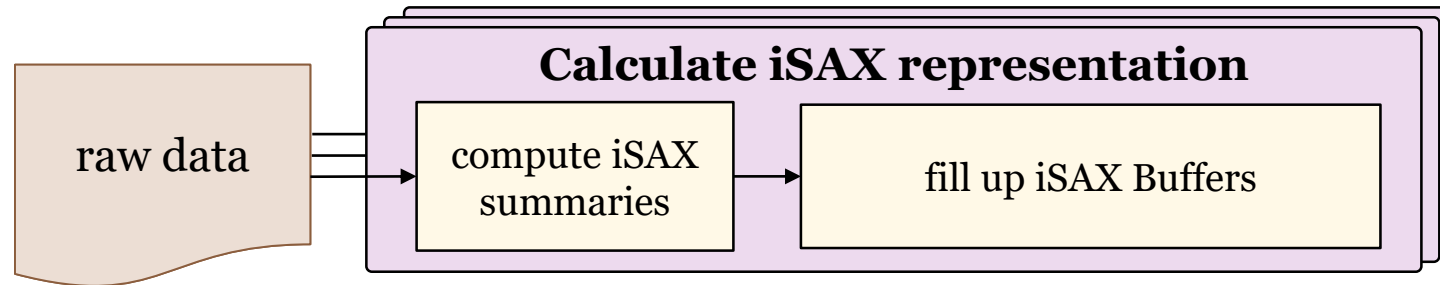 Calculate iSAX representation
raw data
compute iSAX
summaries
fill up iSAX Buffers